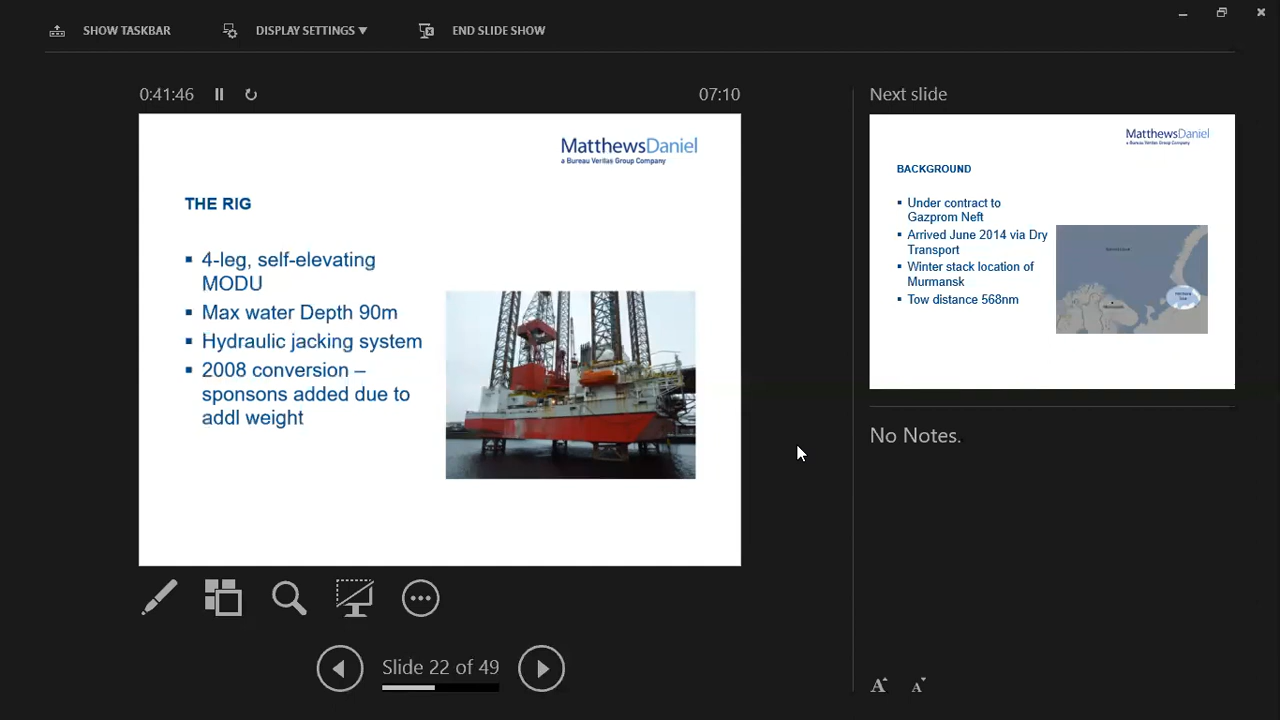 SHOW TASKBAR
DISPLAY SETTINGS
END SLIDE SHOW
0:41:46
07:10
MatthewsDaniel
a Bureau Veritas Group Company
THE RIG
▪ 4-leg, self-elevating
MODU
▪ Max water Depth 90m
▪ Hydraulic jacking system
▪ 2008 conversion –
sponsons added due to
addl weight
Slide 22 of 49
Next slide
MatthewsDaniel
a Bureau Veritas Group Company
BACKGROUND
▪ Under contract to
Gazprom Neft
▪ Arrived June 2014 via Dry
Transport
▪ Winter stack location of
Murmansk
▪ Tow distance 568nm
No Notes.
A A